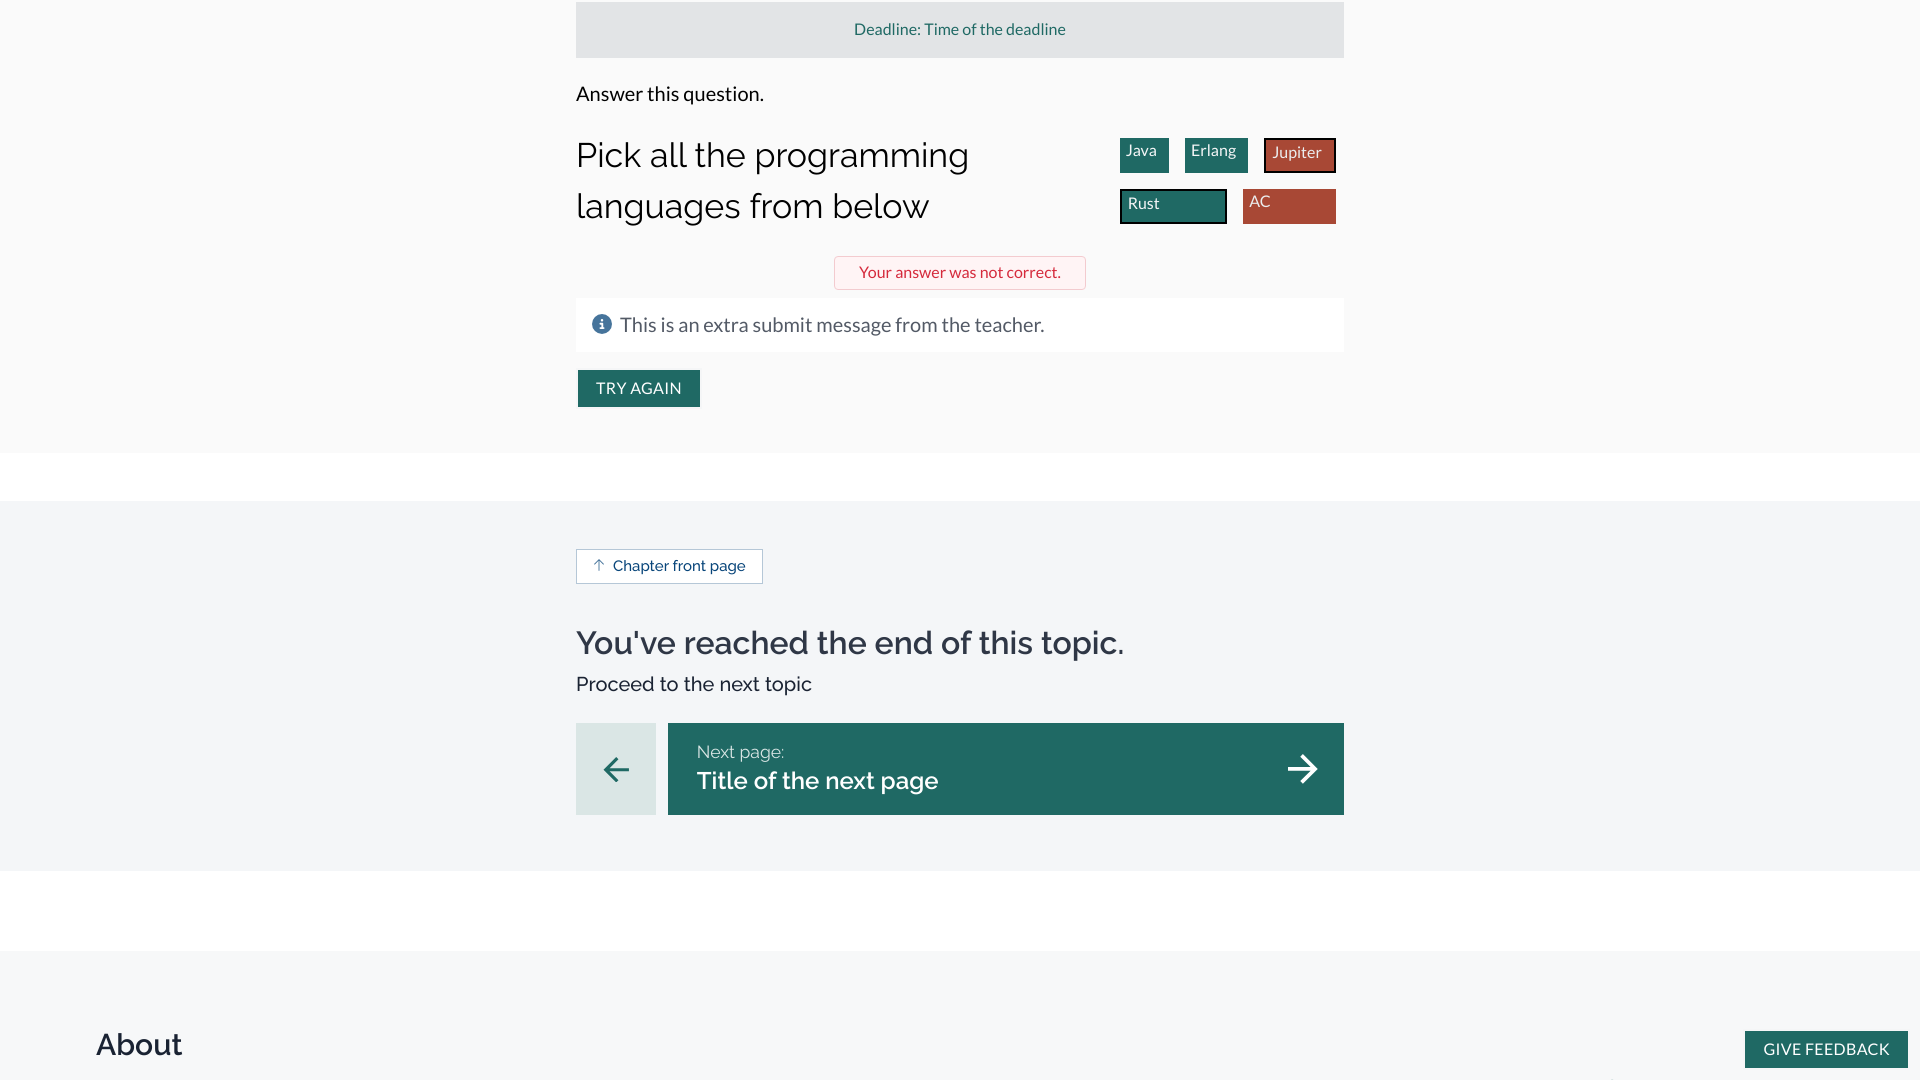 Deadline: Time of the deadline
Answer this question.
Pick all the programming
languages from below
Java
Erlang
Jupiter
Rust
AC
Your answer was not correct.
This is an extra submit message from the teacher.
TRY AGAIN
Chapter front page
You've reached the end of this topic.
Proceed to the next topic
Next page:
Title of the next page
About
GIVE FEEDBACK